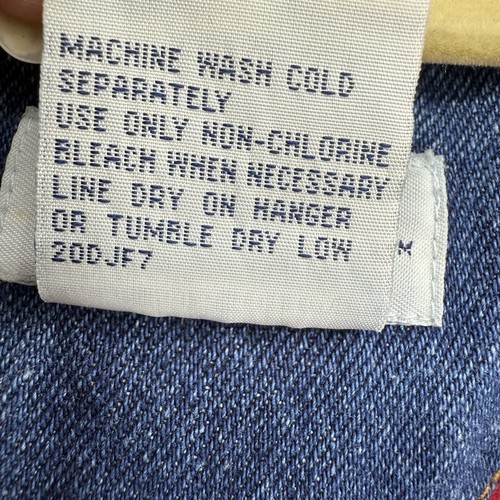 MACHINE WASH COLD
SEPARATELY
USE ONLY NON-CHLORINE
BLEACH WHEN NECESSARY
LINE DRY ON HANGER
OR TUMBLE DRY LOW
20DJF7